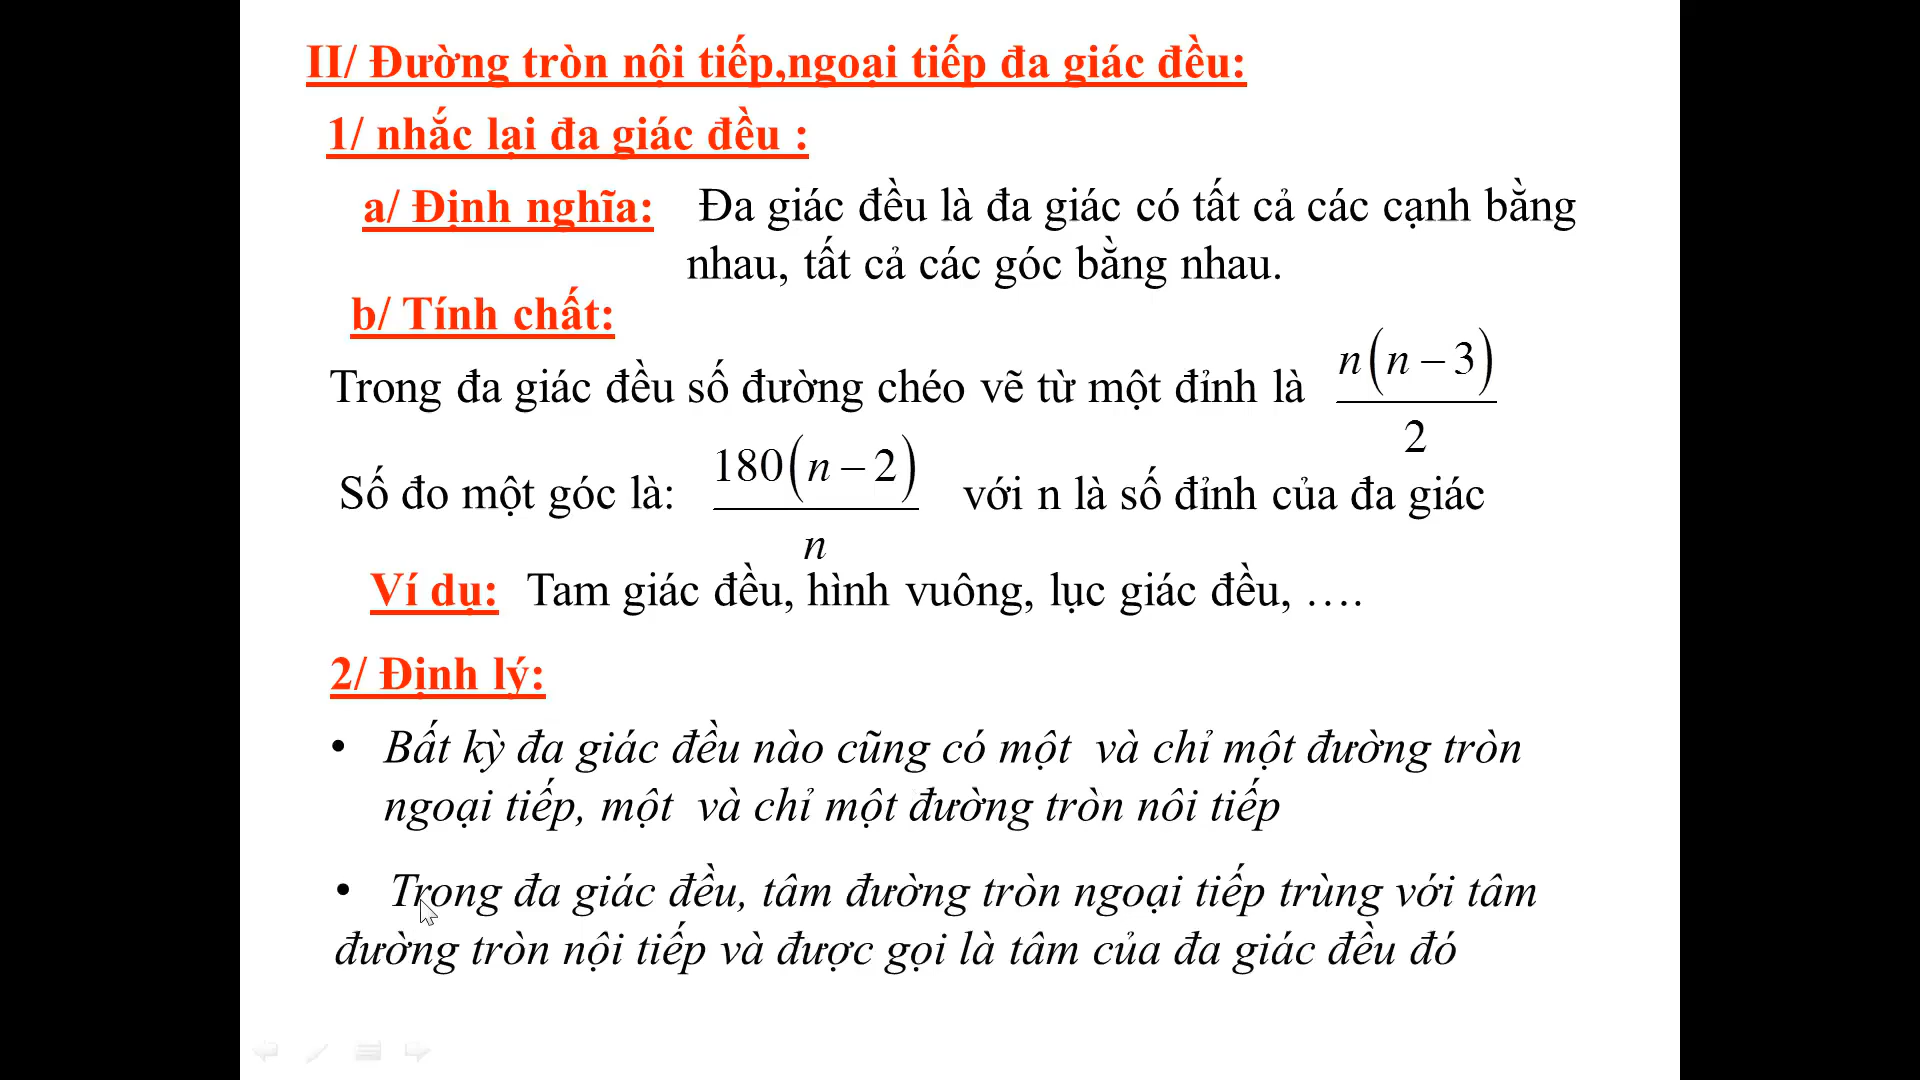 II/ Đường tròn nội tiếp,ngoại tiếp đa giác đều:
1/ nhắc lại đa giác đều :
a/ Định nghĩa: Đa giác đều là đa giác có tất cả các cạnh bằng
nhau, tất cả các góc bằng nhau.
b/ Tính chất:
Trong đa giác đều số đường chéo vẽ từ một đỉnh là n(n − 3)/2
Số đo một góc là: 180(n − 2)/n với n là số đỉnh của đa giác
Ví dụ: Tam giác đều, hình vuông, lục giác đều, ….
2/ Định lý:
• Bất kỳ đa giác đều nào cũng có một và chỉ một đường tròn
ngoại tiếp, một và chỉ một đường tròn nôi tiếp
• Trong đa giác đều, tâm đường tròn ngoại tiếp trùng với tâm
đường tròn nội tiếp và được gọi là tâm của đa giác đều đó